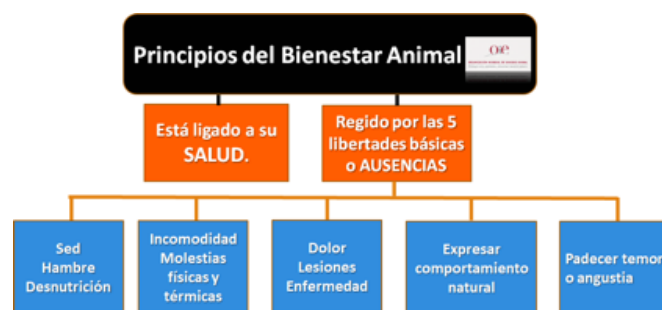 Principios del Bienestar Animal
Oie
Está ligado a su
SALUD.
Regido por las 5
libertades básicas
o AUSENCIAS
Sed
Hambre
Desnutrición
Incomodidad
Molestias
físicas y
térmicas
Dolor
Lesiones
Enfermedad
Expresar
comportamiento
natural
Padecer temor
o angustia